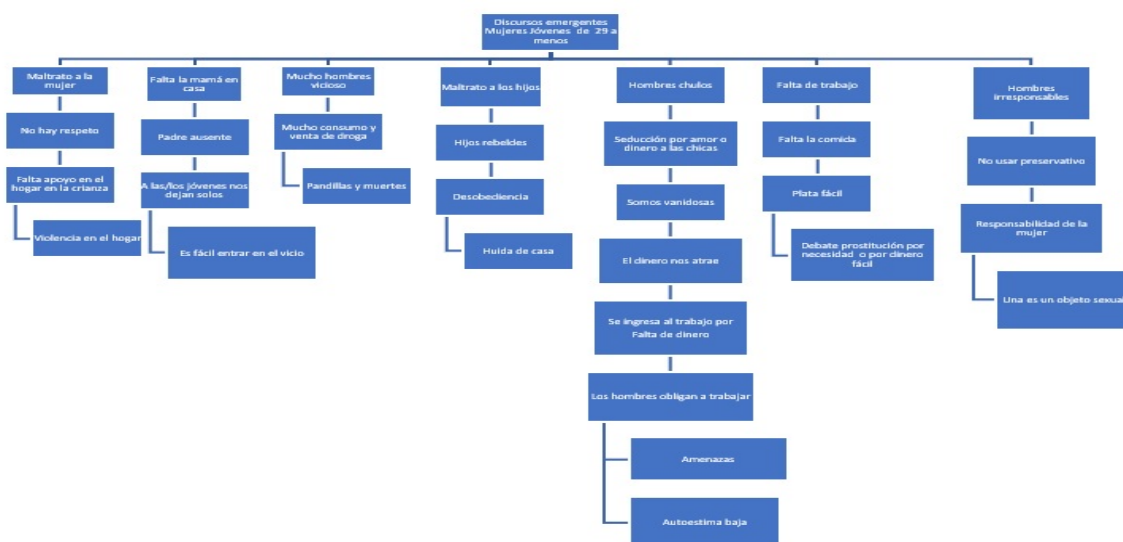 Discursos emergentes
Mujeres Jóvenes de 29 a
menos
Maltrato a la
mujer
No hay respeto
Falta apoyo en el
hogar en la crianza
Violencia en el hogar
Falta la mamá en
casa
Padre ausente
A las/los jóvenes nos
dejan solos
Es fácil entrar en el vicio
Mucho hombres
vicioso
Mucho consumo y
venta de droga
Pandillas y muertes
Maltrato a los hijos
Hijos rebeldes
Desobediencia
Huida de casa
Hombres chulos
Seducción por amor o
dinero a las chicas
Somos vanidosas
El dinero nos atrae
Se ingresa al trabajo por
Falta de dinero
Los hombres obligan a trabajar
Amenazas
Autoestima baja
Falta de trabajo
Falta la comida
Plata fácil
Debate prostitución por
necesidad o por dinero
fácil
Hombres
irresponsables
No usar preservativo
Responsabilidad de la
mujer
Una es un objeto sexual